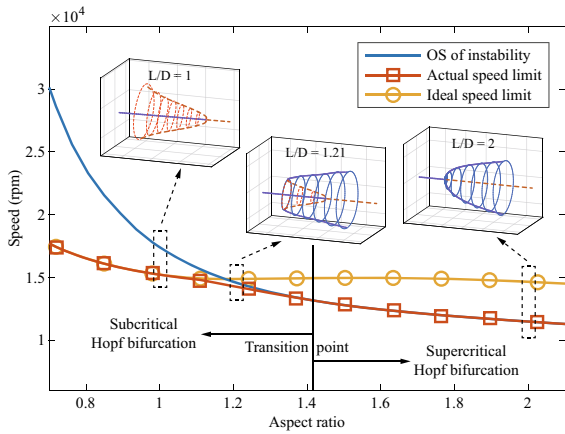 ×10⁴
3
2.5
2
1.5
1
Speed (rpm)
0.8
1
1.2
1.4
1.6
1.8
2
Aspect ratio
OS of instability
Actual speed limit
Ideal speed limit
L/D = 1
L/D = 1.21
L/D = 2
Subcritical
Hopf bifurcation
Transition point
Supercritical
Hopf bifurcation